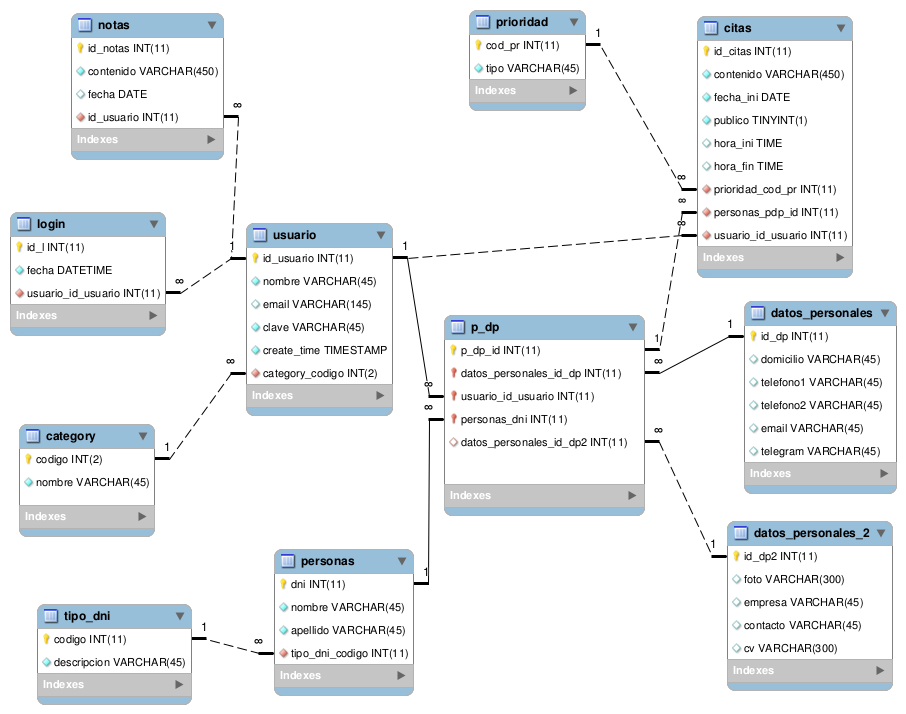 notas
id_notas INT(11)
contenido VARCHAR(450)
fecha DATE
id_usuario INT(11)
Indexes
∞
prioridad
cod_pr INT(11)
tipo VARCHAR(45)
Indexes
1
citas
id_citas INT(11)
contenido VARCHAR(450)
fecha_ini DATE
publico TINYINT(1)
hora_ini TIME
hora_fin TIME
prioridad_cod_pr INT(11)
personas_pdp_id INT(11)
usuario_id_usuario INT(11)
Indexes
∞
∞
∞
login
id_l INT(11)
fecha DATETIME
usuario_id_usuario INT(11)
Indexes
∞
usuario
id_usuario INT(11)
nombre VARCHAR(45)
email VARCHAR(145)
clave VARCHAR(45)
create_time TIMESTAMP
category_codigo INT(2)
Indexes
1
1
∞
p_dp
p_dp_id INT(11)
datos_personales_id_dp INT(11)
usuario_id_usuario INT(11)
personas_dni INT(11)
datos_personales_id_dp2 INT(11)
Indexes
1
∞
∞
∞
∞
datos_personales
id_dp INT(11)
domicilio VARCHAR(45)
telefono1 VARCHAR(45)
telefono2 VARCHAR(45)
email VARCHAR(45)
telegram VARCHAR(45)
Indexes
1
category
codigo INT(2)
nombre VARCHAR(45)
Indexes
1
datos_personales_2
id_dp2 INT(11)
foto VARCHAR(300)
empresa VARCHAR(45)
contacto VARCHAR(45)
cv VARCHAR(300)
Indexes
1
personas
dni INT(11)
nombre VARCHAR(45)
apellido VARCHAR(45)
tipo_dni_codigo INT(11)
Indexes
1
∞
tipo_dni
codigo INT(11)
descripcion VARCHAR(45)
Indexes
1